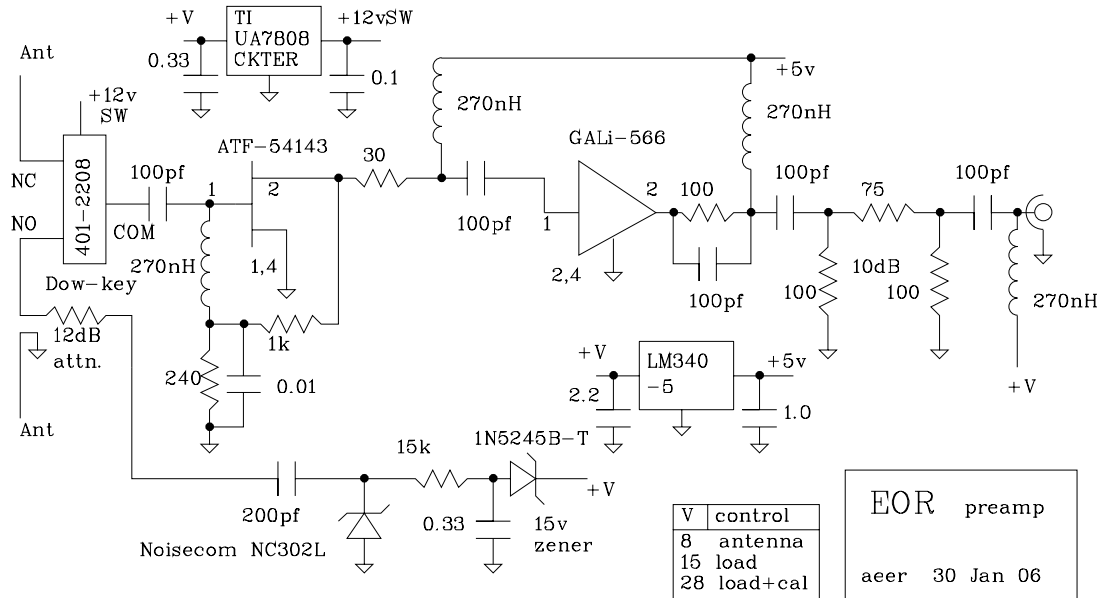 +V
TI
UA7808
CKTER
+12vSW
0.33
0.1
Ant
+12v
SW
NC
NO
401-2208
COM
Dow-key
12dB
attn.
Ant
100pf
ATF-54143
1
2
1,4
270nH
1k
240
0.01
30
270nH
+5v
100pf
GALi-566
1
2
2,4
100
100pf
270nH
100pf
75
100
10dB
100
100pf
270nH
+V
+V
LM340
-5
+5v
2.2
1.0
200pf
Noisecom NC302L
15k
0.33
1N5245B-T
15v
zener
+V
V control
8 antenna
15 load
28 load+cal
EOR preamp
aeer 30 Jan 06